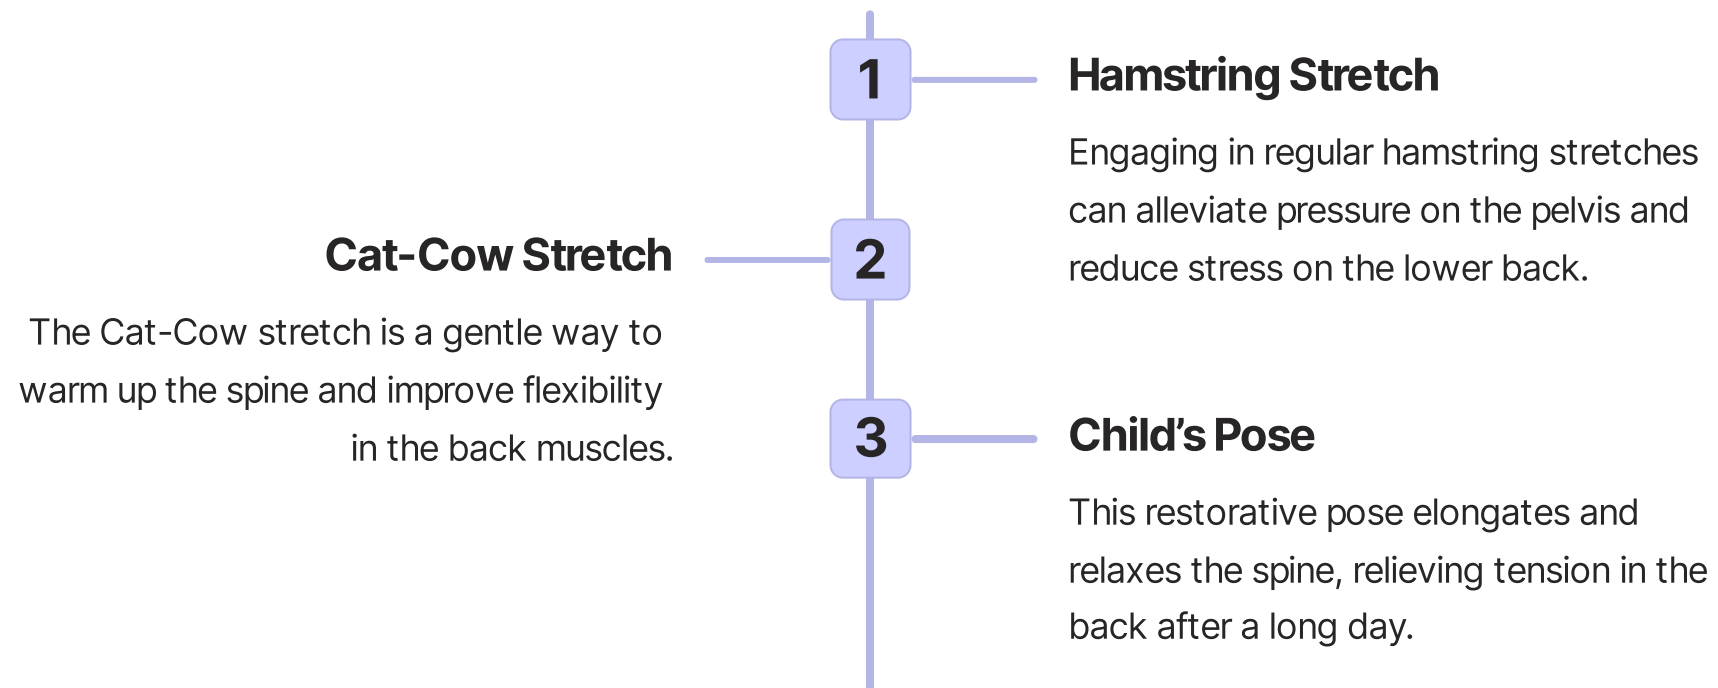 1
Hamstring Stretch
Engaging in regular hamstring stretches
can alleviate pressure on the pelvis and
reduce stress on the lower back.
2
Cat-Cow Stretch
The Cat-Cow stretch is a gentle way to
warm up the spine and improve flexibility
in the back muscles.
3
Child’s Pose
This restorative pose elongates and
relaxes the spine, relieving tension in the
back after a long day.